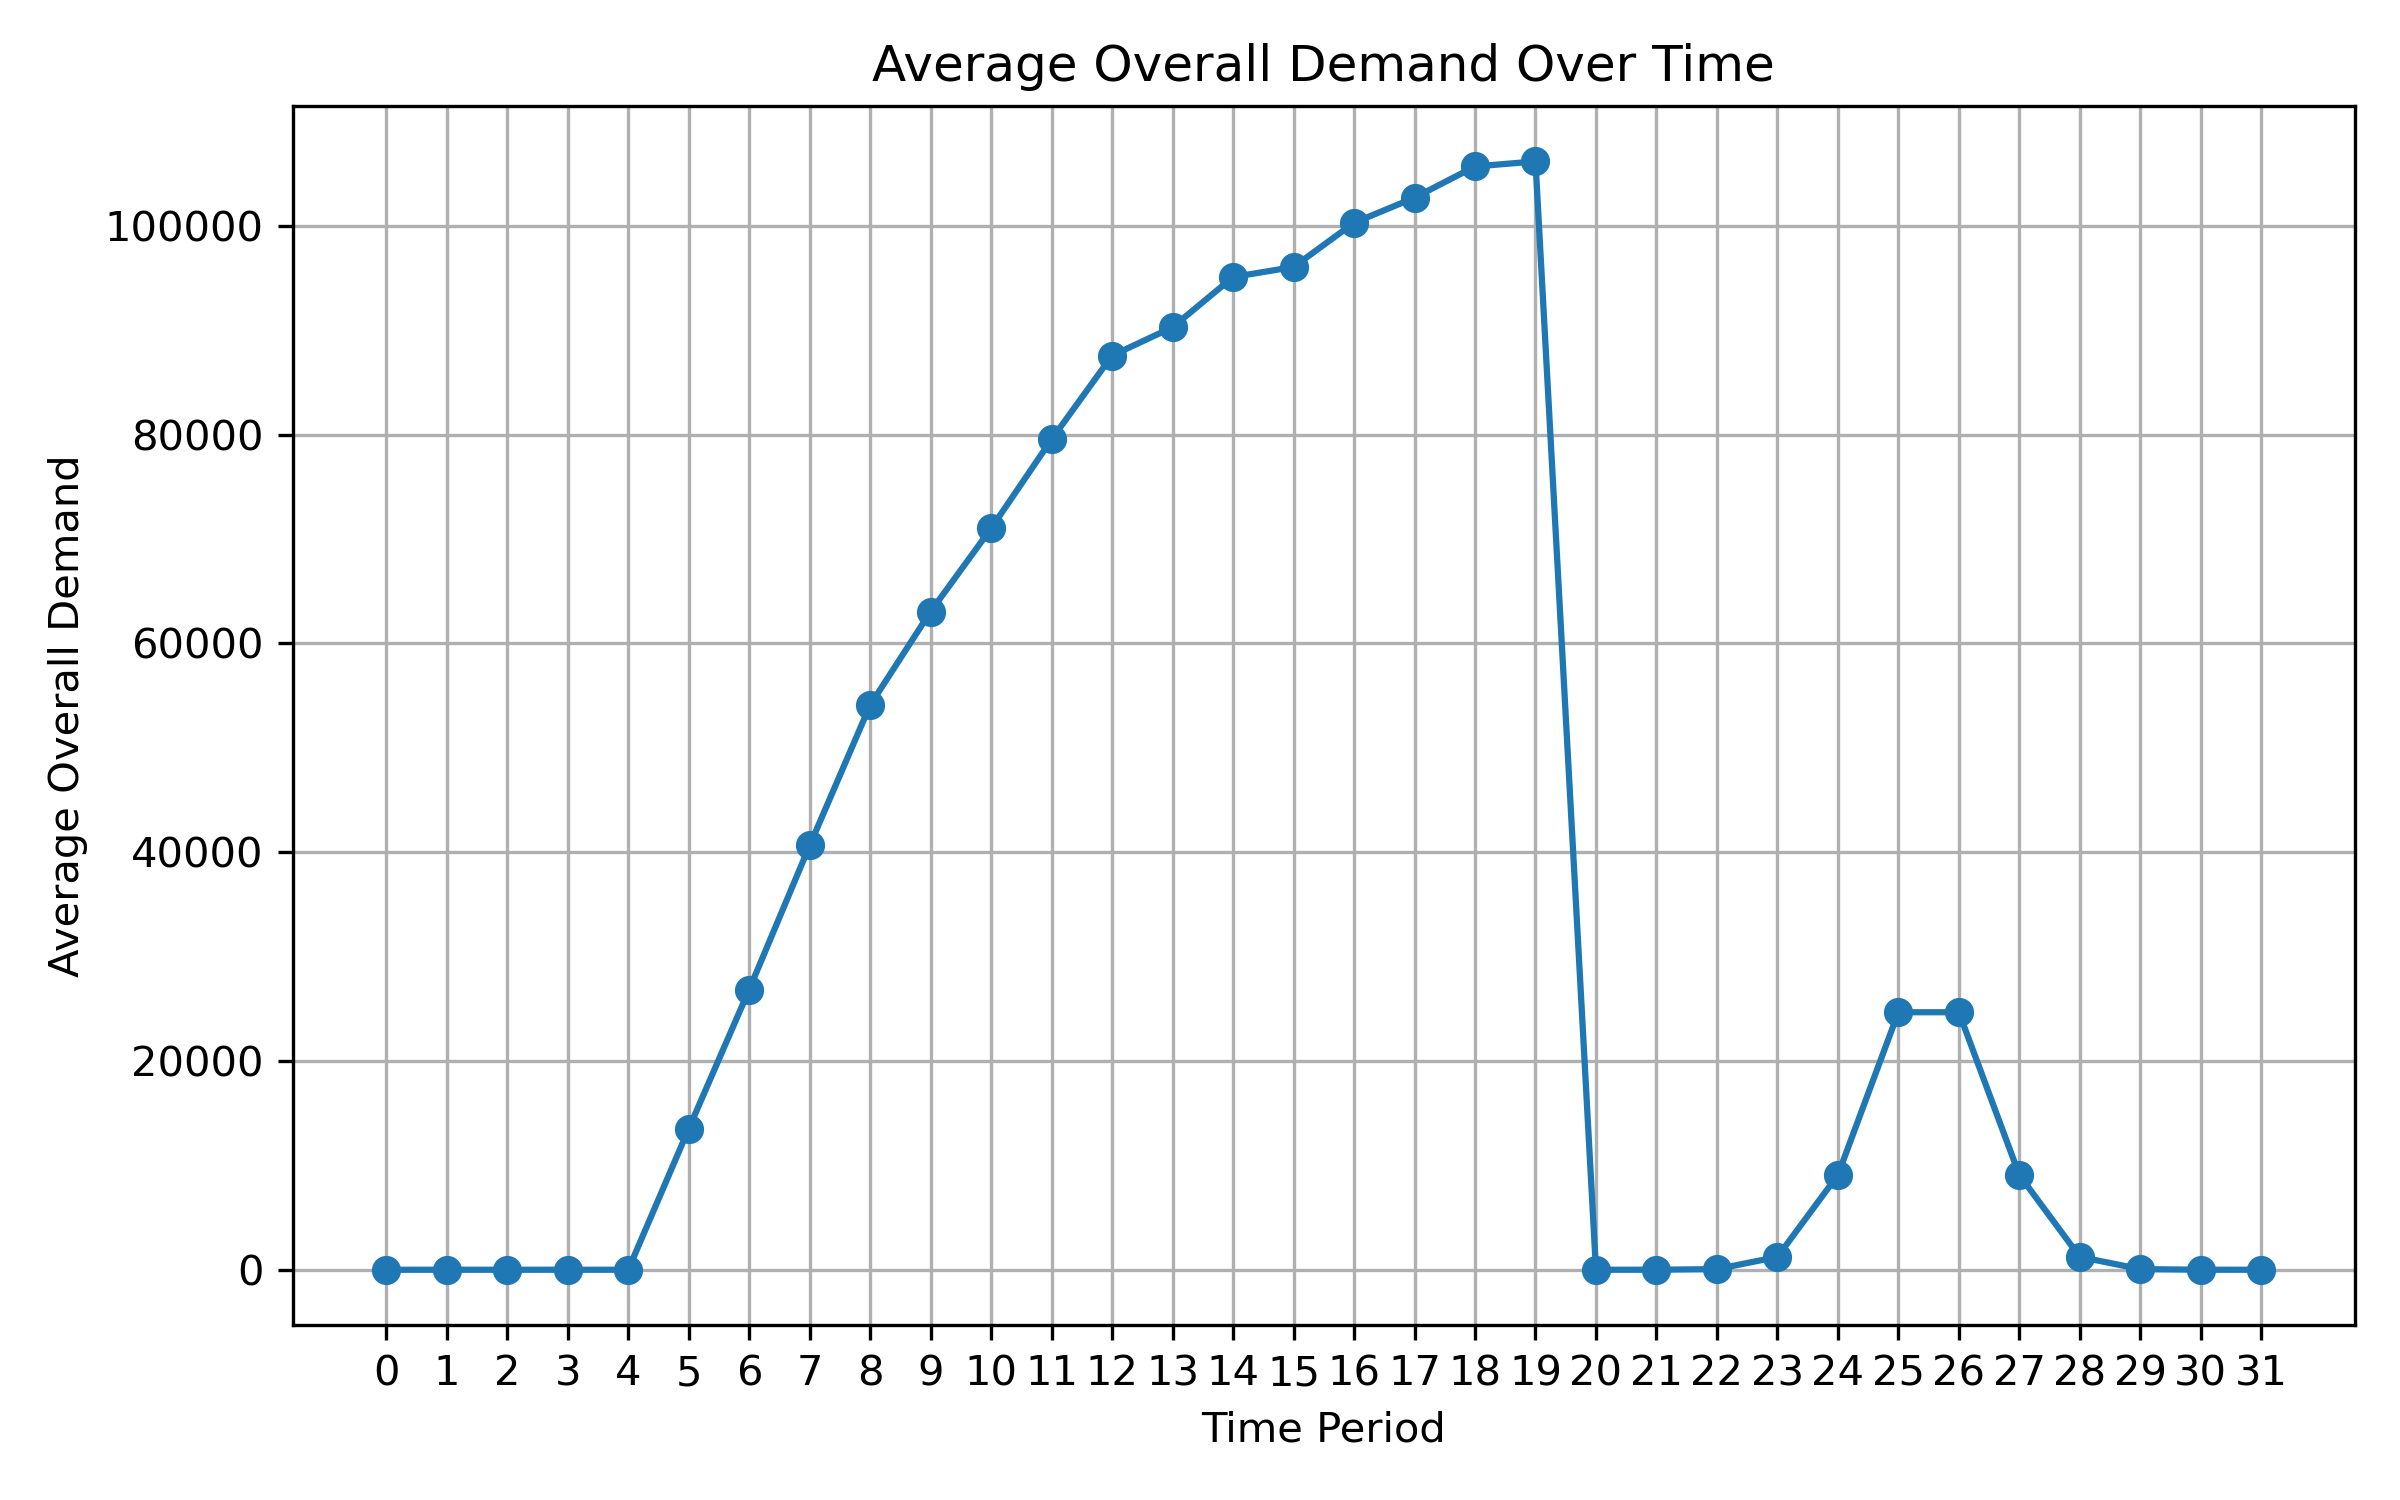 Average Overall Demand Over Time
Average Overall Demand
100000
80000
60000
40000
20000
0
0 1 2 3 4 5 6 7 8 9 10 11 12 13 14 15 16 17 18 19 20 21 22 23 24 25 26 27 28 29 30 31
Time Period